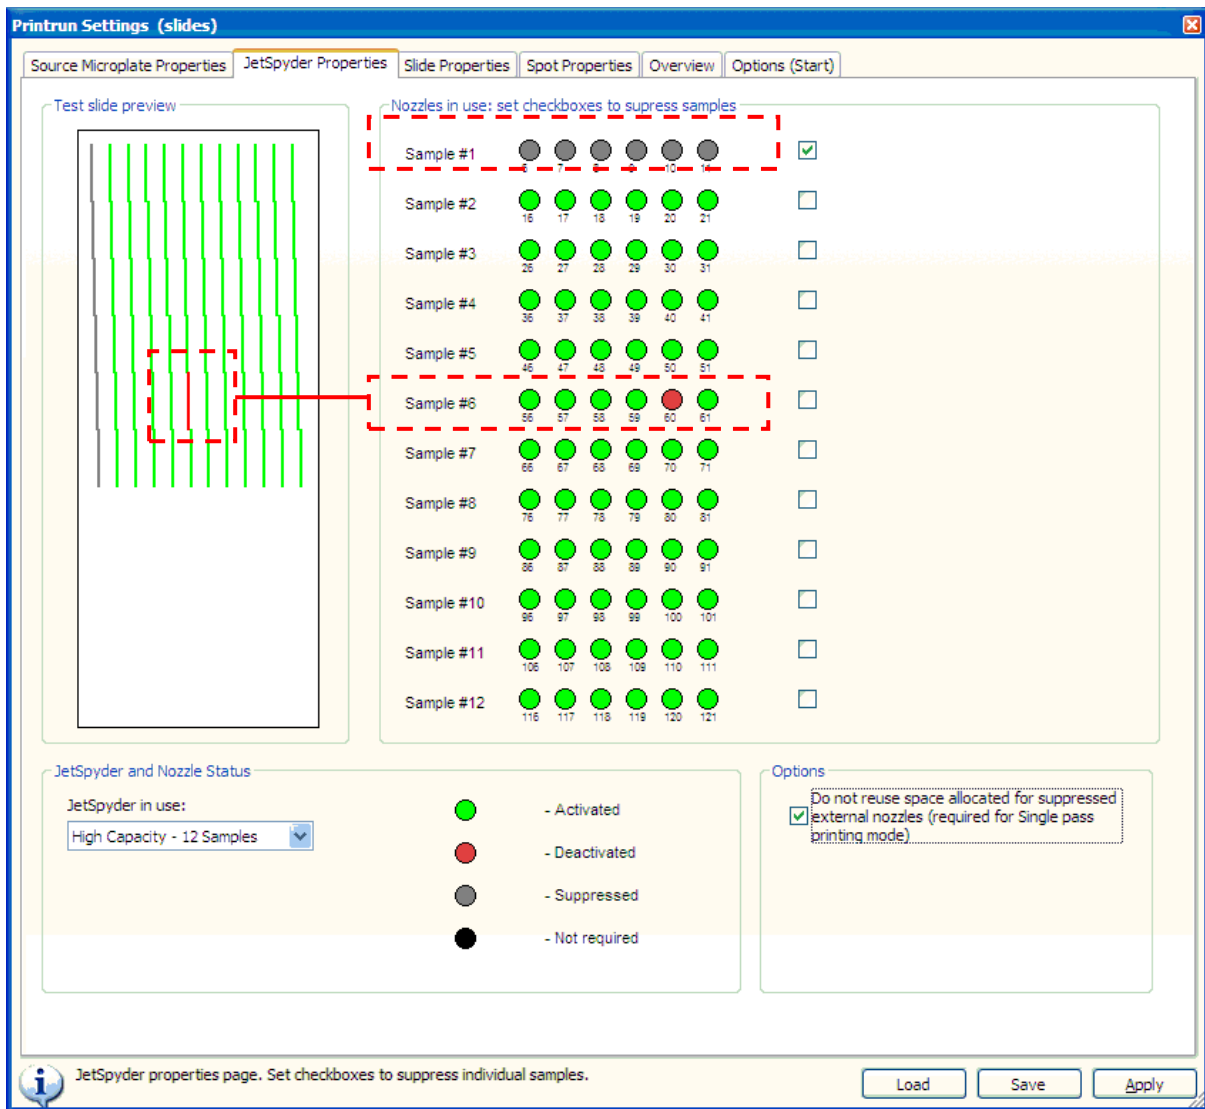 Printrun Settings (slides)
Source Microplate Properties JetSpyder Properties Slide Properties Spot Properties Overview Options (Start)
Test slide preview
Nozzles in use: set checkboxes to supress samples
Sample #1
7 10 11
Sample #2
16 17 18 19 20 21
Sample #3
26 27 28 29 30 31
Sample #4
36 37 38 39 40 41
Sample #5
46 47 48 49 50 51
Sample #6
56 57 58 59 60 61
Sample #7
66 67 68 69 70 71
Sample #8
76 77 78 79 80 81
Sample #9
86 87 88 89 90 91
Sample #10
96 97 98 99 100 101
Sample #11
106 107 108 109 110 111
Sample #12
116 117 118 119 120 121
JetSpyder and Nozzle Status
JetSpyder in use:
High Capacity - 12 Samples
- Activated
- Deactivated
- Suppressed
- Not required
Options
Do not reuse space allocated for suppressed
external nozzles (required for Single pass
printing mode)
JetSpyder properties page. Set checkboxes to suppress individual samples.
Load Save Apply